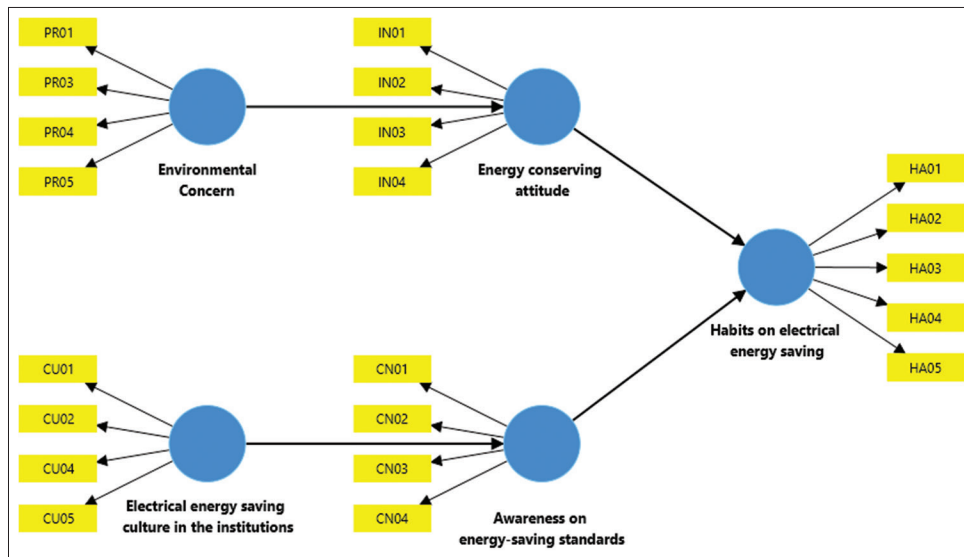 PR01
PR03
PR04
PR05
Environmental
Concern
IN01
IN02
IN03
IN04
Energy conserving
attitude
HA01
HA02
HA03
HA04
HA05
Habits on electrical
energy saving
CU01
CU02
CU04
CU05
Electrical energy saving
culture in the institutions
CN01
CN02
CN03
CN04
Awareness on
energy-saving standards